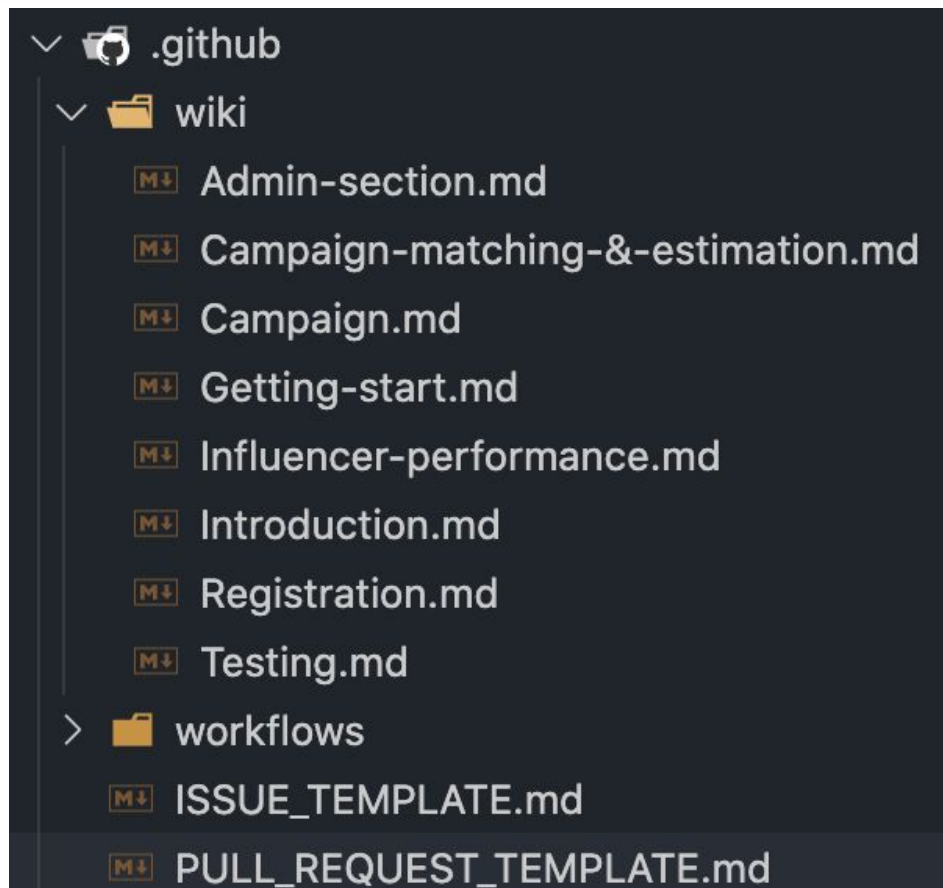 .github
wiki
Admin-section.md
Campaign-matching-&-estimation.md
Campaign.md
Getting-start.md
Influencer-performance.md
Introduction.md
Registration.md
Testing.md
workflows
ISSUE_TEMPLATE.md
PULL_REQUEST_TEMPLATE.md